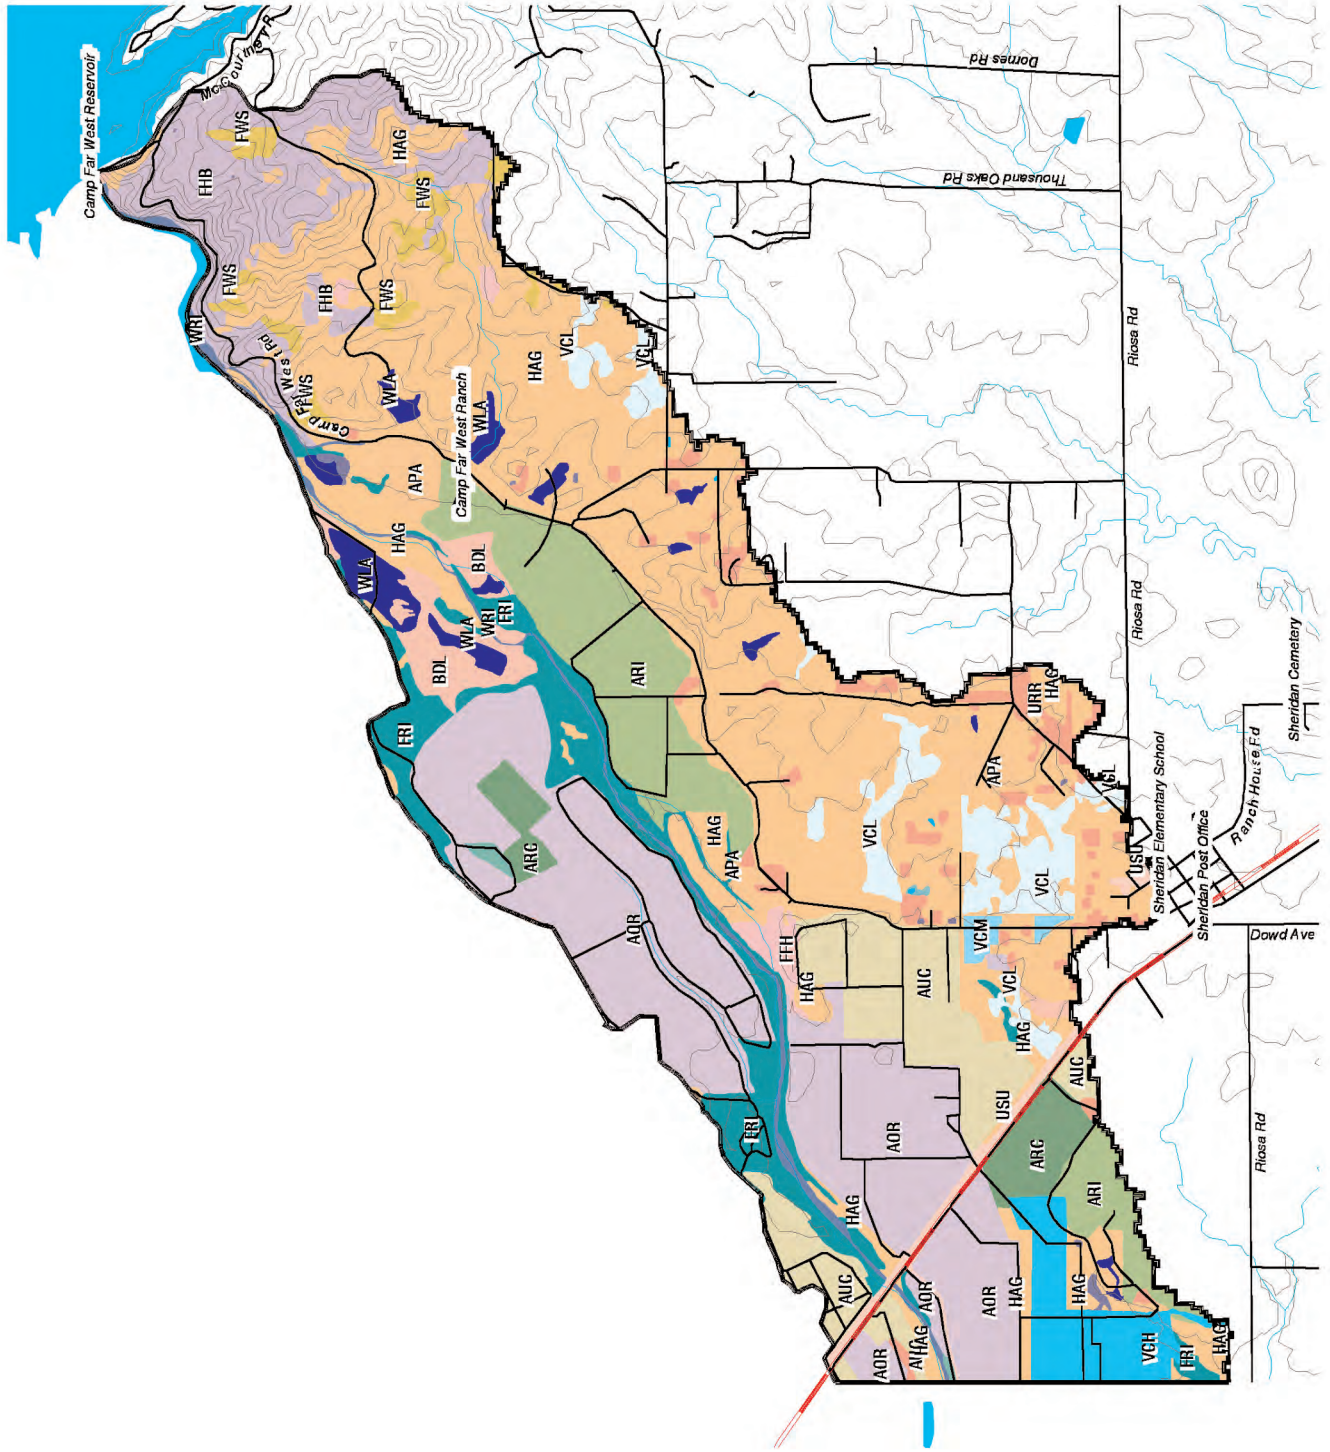 Camp Far West Reservoir
McCourtney R
Dornes Rd
FWS
HAG
FHB
FWS
Thousand Oaks Rd
FWS
FHB
FWS
WRI
Riosa Rd
VCL
VCL
HAG
FWS
Camp Far West Rd
WLA
WLA
Camp Far West Ranch
APA
HAG
BDL
WLA
WLA
WRI
FRI
BDL
ARI
Riosa Rd
FRI
URR
HAG
Sheridan Cemetery
APA
VCL
Ranch House Rd
VCL
HAG
APA
ARC
VCL
USU
Sheridan Elementary School
Sheridan Post Office
AOR
FFH
HAG
VCM
Dowd Ave
AUC
VCL
HAG
AUC
USU
FRI
AOR
ARC
ARI
Riosa Rd
HAG
AUC
AOR
AOR
HAG
HAG
AOR
HAG
VCH
FRI
HAG